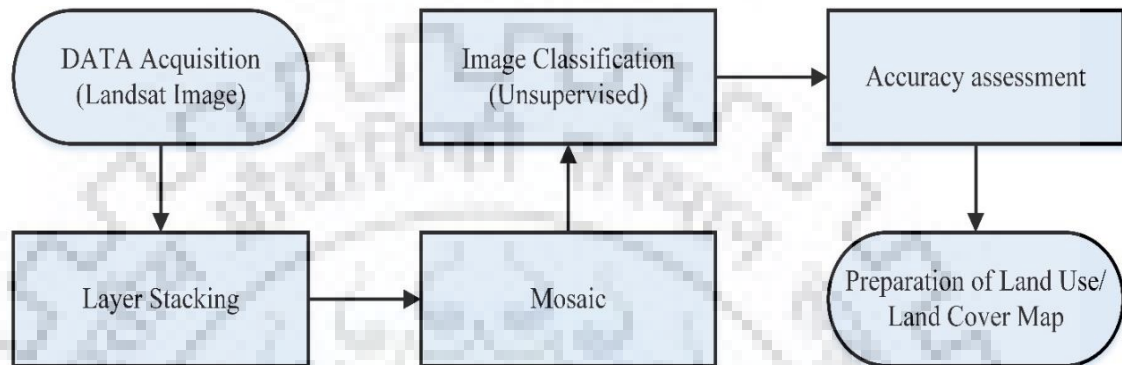 DATA Acquisition
(Landsat Image)
Layer Stacking
Mosaic
Image Classification
(Unsupervised)
Accuracy assessment
Preparation of Land Use/
Land Cover Map